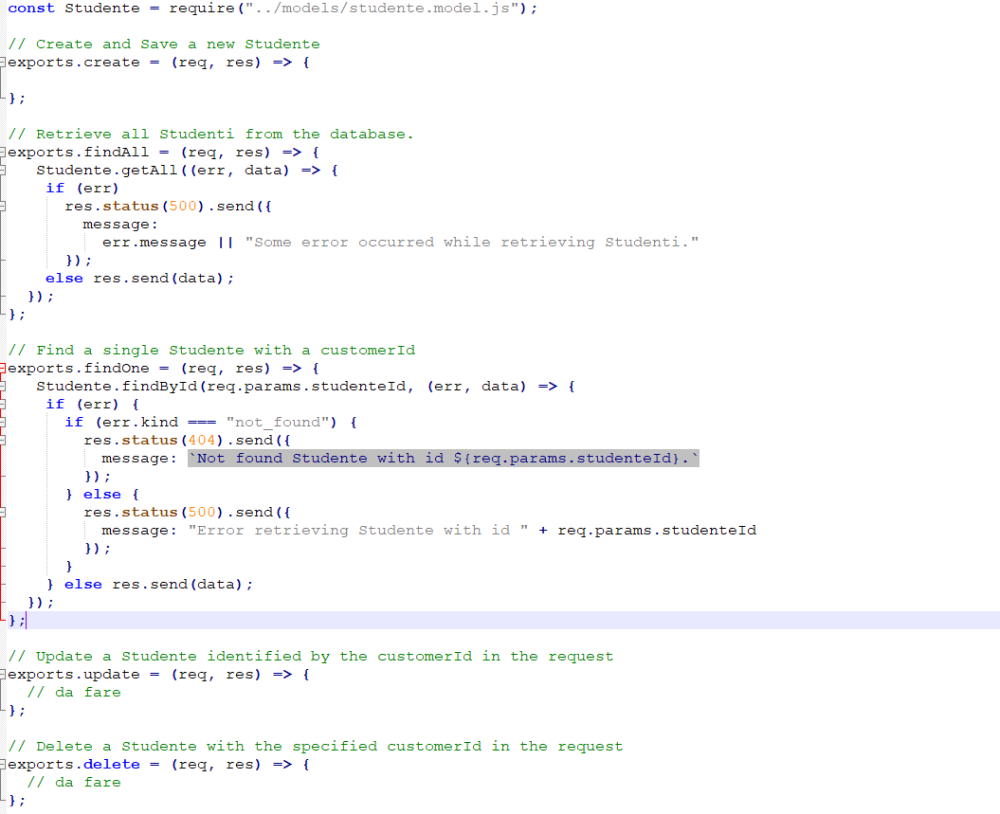 const Studente = require("../models/studente.model.js");

// Create and Save a new Studente
exports.create = (req, res) => {

};

// Retrieve all Studenti from the database.
exports.findAll = (req, res) => {
   Studente.getAll((err, data) => {
    if (err)
      res.status(500).send({
        message:
          err.message || "Some error occurred while retrieving Studenti."
      });
    else res.send(data);
  });
};

// Find a single Studente with a customerId
exports.findOne = (req, res) => {
   Studente.findById(req.params.studenteId, (err, data) => {
    if (err) {
      if (err.kind === "not_found") {
        res.status(404).send({
          message: `Not found Studente with id ${req.params.studenteId}.`
        });
      } else {
        res.status(500).send({
          message: "Error retrieving Studente with id " + req.params.studenteId
        });
      }
    } else res.send(data);
  });
};

// Update a Studente identified by the customerId in the request
exports.update = (req, res) => {
  // da fare
};

// Delete a Studente with the specified customerId in the request
exports.delete = (req, res) => {
  // da fare
};